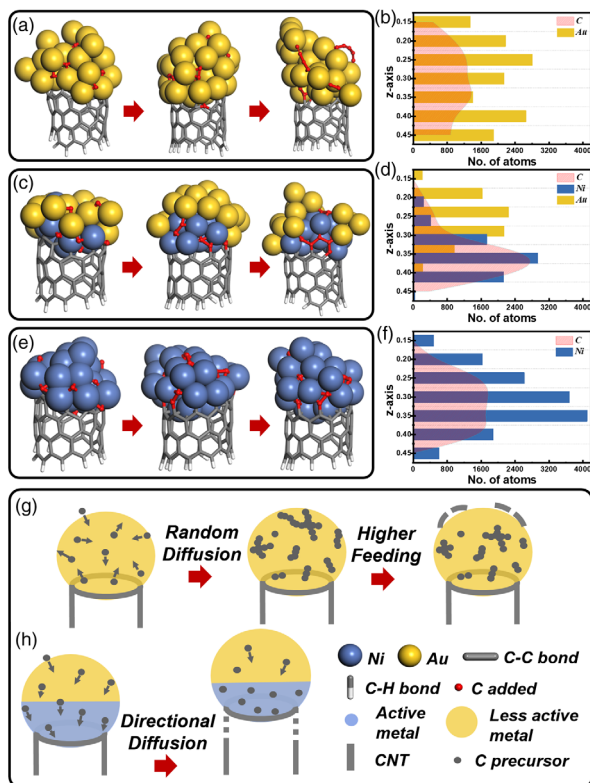 (a)
(b)
C
Au
z-axis
0.15
0.20
0.25
0.30
0.35
0.40
0.45
0 800 1600 2400 3200 4000
No. of atoms
(c)
(d)
C
Ni
Au
z-axis
0.15
0.20
0.25
0.30
0.35
0.40
0.45
0 800 1600 2400 3200 4000
No. of atoms
(e)
(f)
C
Ni
z-axis
0.15
0.20
0.25
0.30
0.35
0.40
0.45
0 800 1600 2400 3200 4000
No. of atoms
(g)
Random
Diffusion
Higher
Feeding
(h)
Directional
Diffusion
Ni Au C-C bond
C-H bond C added
Active
metal
Less active
metal
CNT C precursor